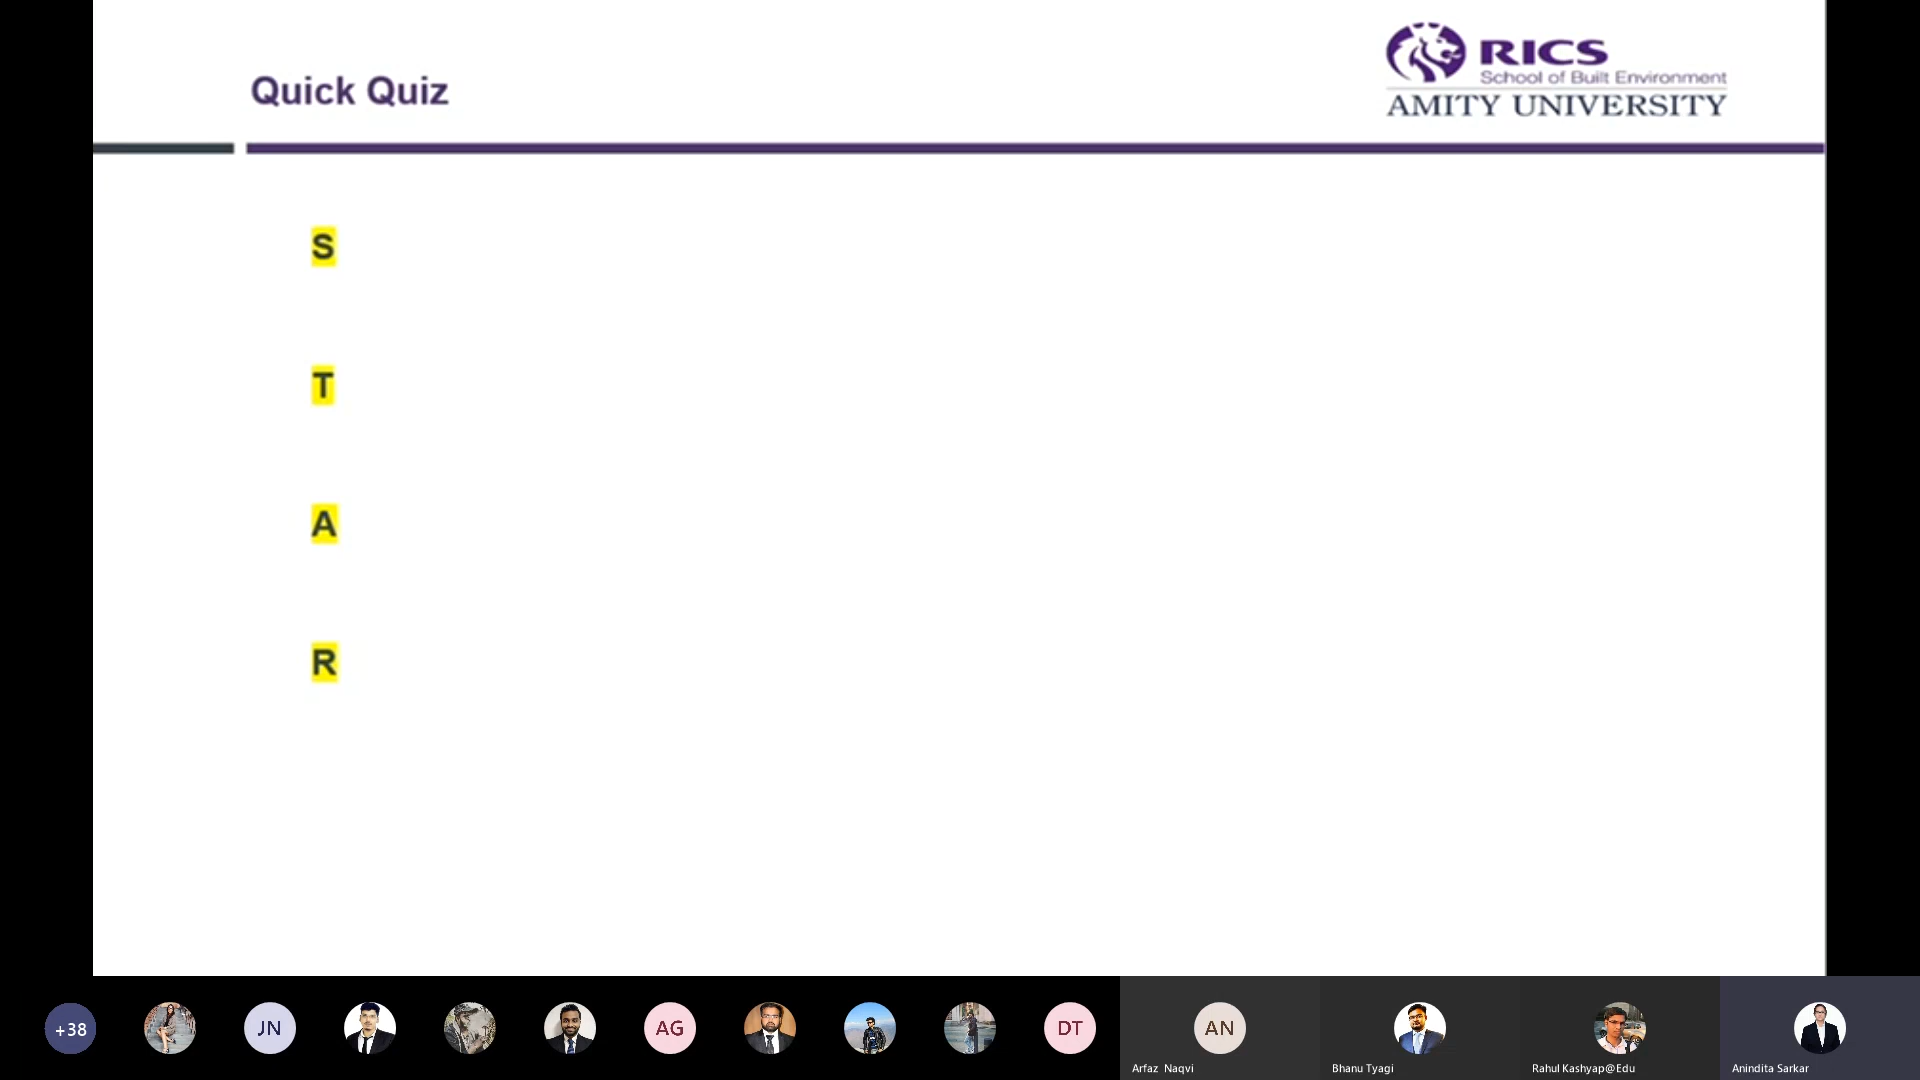 Quick Quiz
RICS
School of Built Environment
AMITY UNIVERSITY
S
T
A
R
+38
JN
AG
DT
AN
Arfaz Naqvi
Bhanu Tyagi
Rahul Kashyap@Edu
Anindita Sarkar